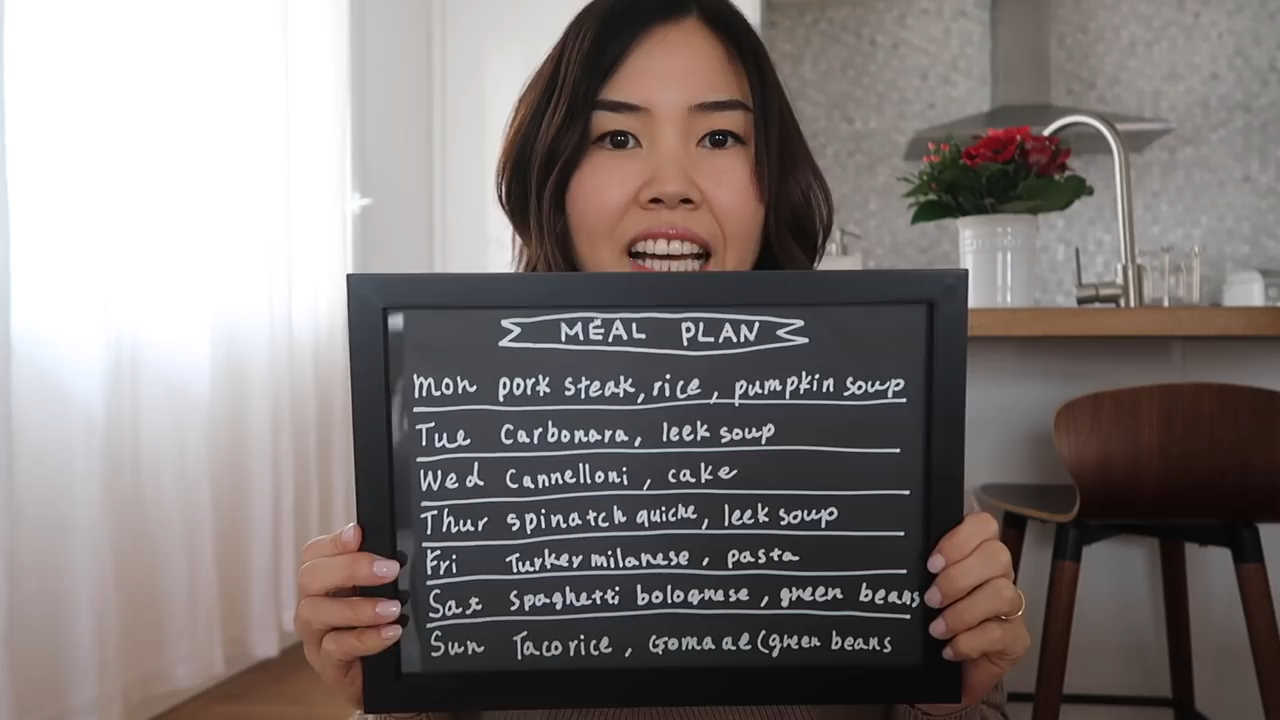 MEAL PLAN
Mon pork steak, rice, pumpkin soup
Tue Carbonara, leek soup
Wed Cannelloni, cake
Thur spinatch quiche, leek soup
Fri Turkey milanese, pasta
Sat Spaghetti bolognese, green beans
Sun Tacorice, Gomaae (green beans